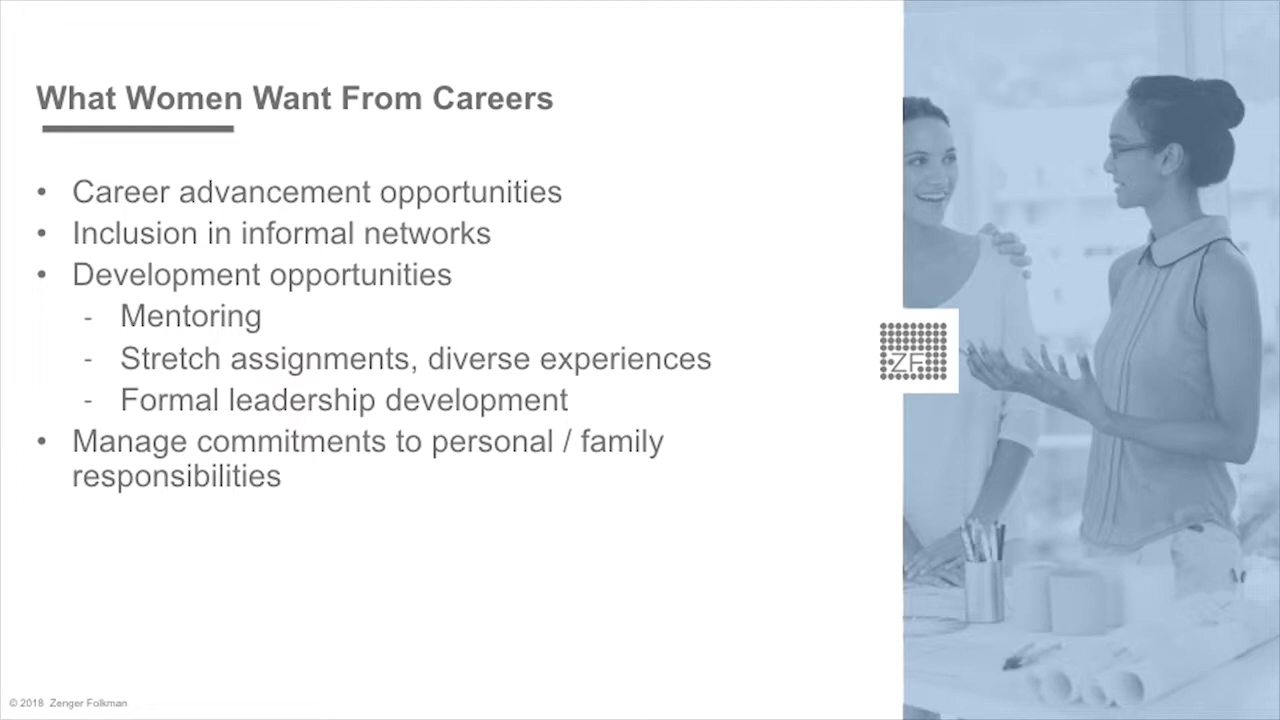 What Women Want From Careers
• Career advancement opportunities
• Inclusion in informal networks
• Development opportunities
- Mentoring
- Stretch assignments, diverse experiences
- Formal leadership development
• Manage commitments to personal / family
responsibilities
ZF
© 2018 Zenger Folkman